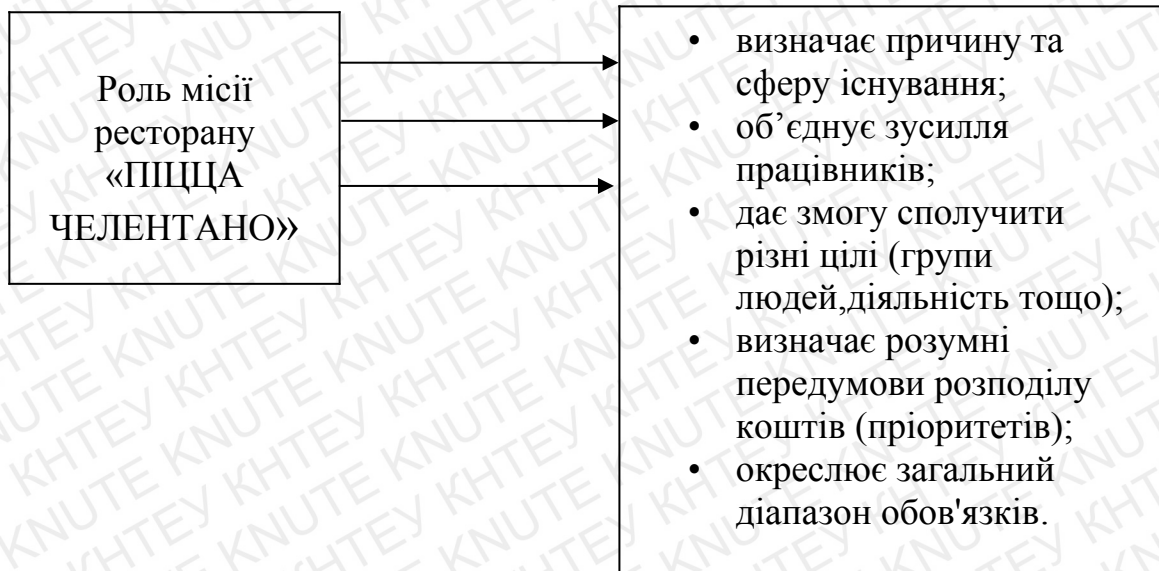 Роль місії
ресторану
«ПІЦЦА
ЧЕЛЕНТАНО»
• визначає причину та
сферу існування;
• об’єднує зусилля
працівників;
• дає змогу сполучити
різні цілі (групи
людей,діяльність тощо);
• визначає розумні
передумови розподілу
коштів (пріоритетів);
• окреслює загальний
діапазон обов'язків.